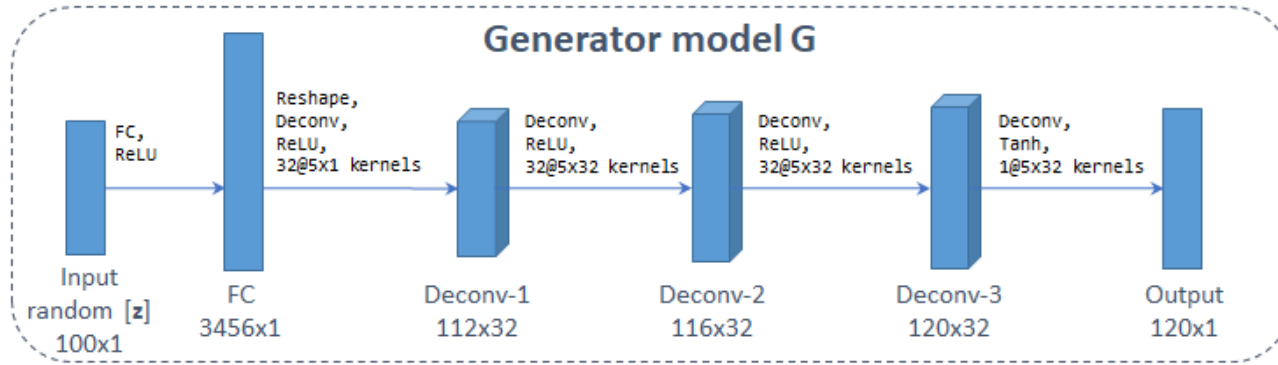 Generator model G
FC,
ReLU
Reshape,
Deconv,
ReLU,
32@5x1 kernels
Deconv,
ReLU,
32@5x32 kernels
Deconv,
ReLU,
32@5x32 kernels
Deconv,
Tanh,
1@5x32 kernels
Input
random [z]
100x1
FC
3456x1
Deconv-1
112x32
Deconv-2
116x32
Deconv-3
120x32
Output
120x1